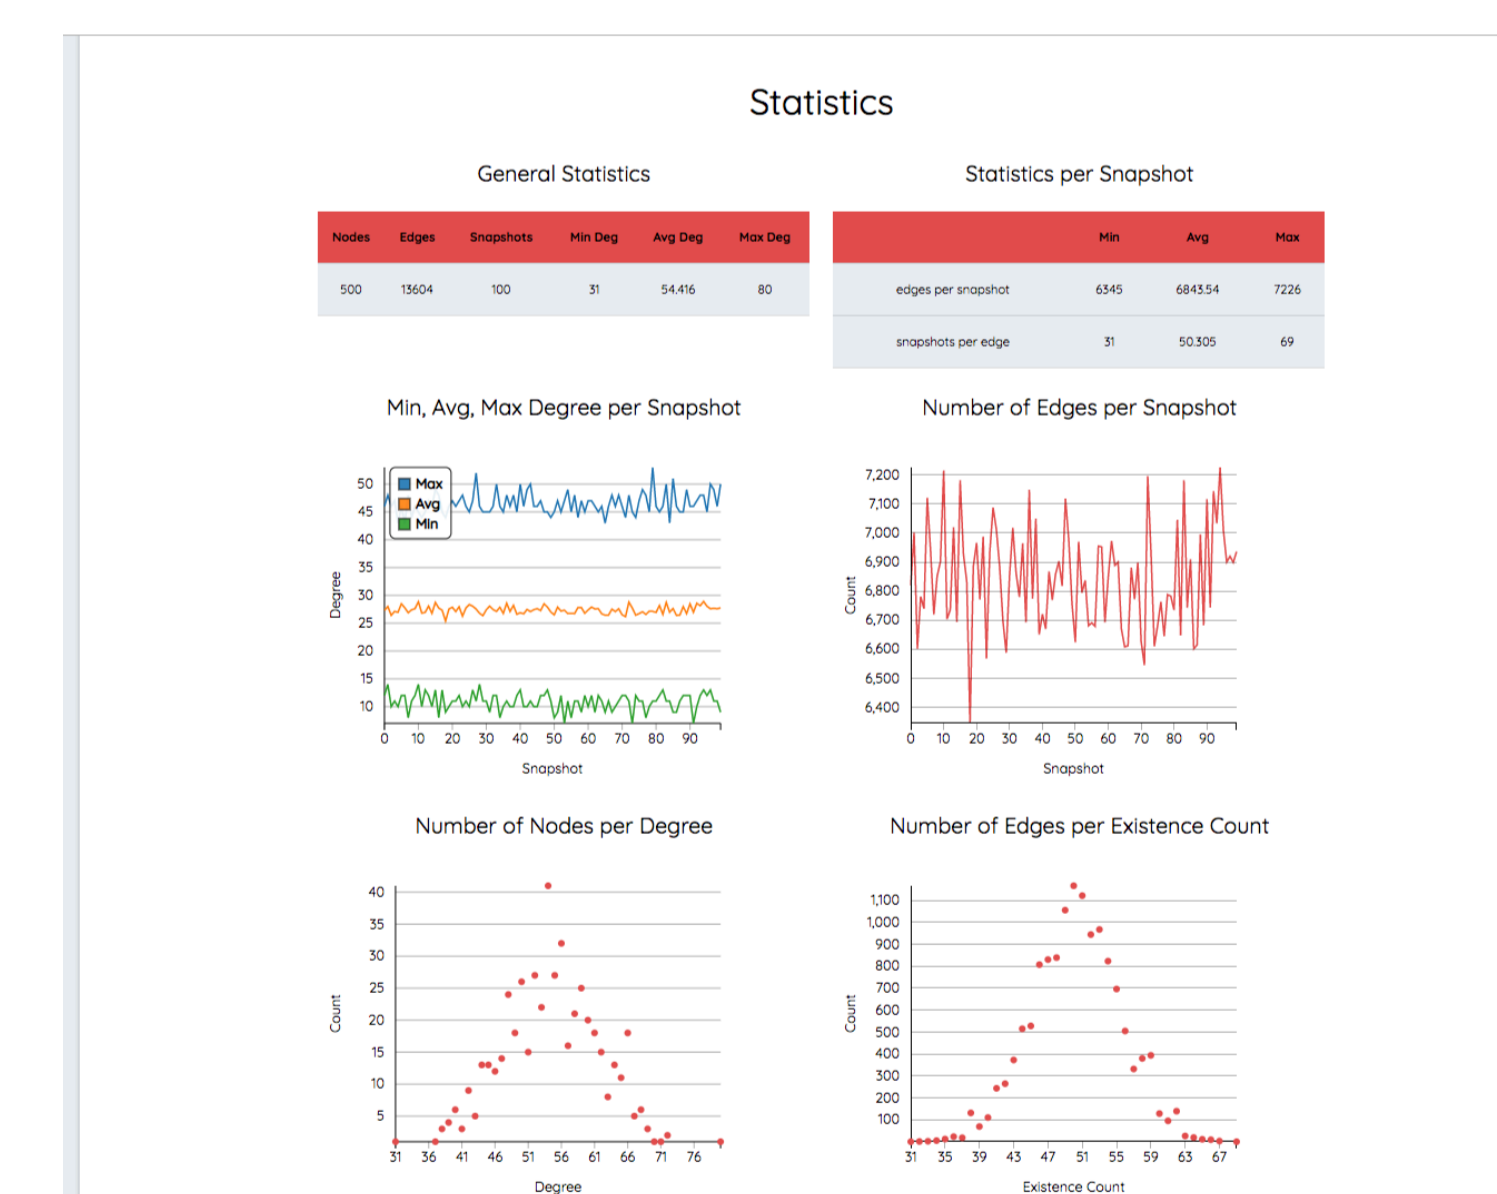 Statistics
General Statistics
Nodes Edges Snapshots Min Deg Avg Deg Max Deg
500 13604 100 31 54.416 80
Statistics per Snapshot
Min Avg Max
edges per snapshot 6345 6843.54 7226
snapshots per edge 31 50.305 69
Min, Avg, Max Degree per Snapshot
Max
Avg
Min
50
45
40
35
30
25
20
15
10
Degree
0 10 20 30 40 50 60 70 80 90
Snapshot
Number of Edges per Snapshot
7,200
7,100
7,000
6,900
6,800
6,700
6,600
6,500
6,400
Count
0 10 20 30 40 50 60 70 80 90
Snapshot
Number of Nodes per Degree
40
35
30
25
20
15
10
5
Count
31 36 41 46 51 56 61 66 71 76
Degree
Number of Edges per Existence Count
1,100
1,000
900
800
700
600
500
400
300
200
100
Count
31 35 39 43 47 51 55 59 63 67
Existence Count